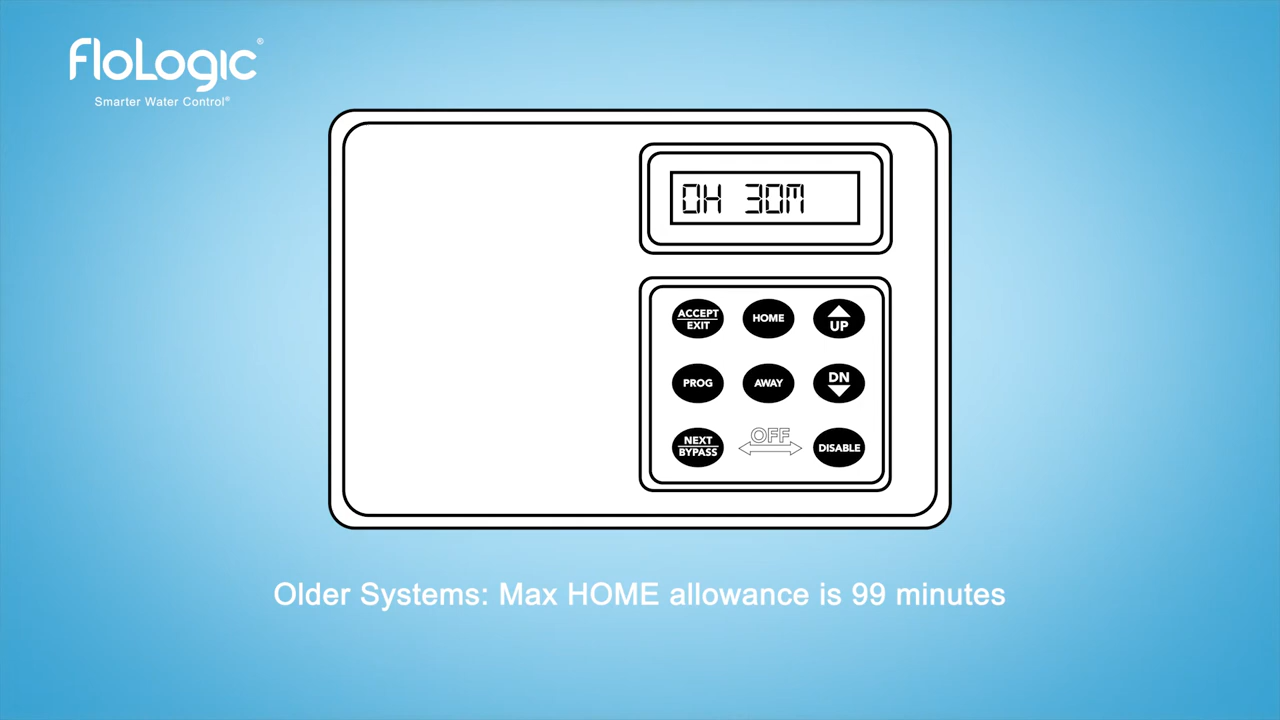 FloLogic®
Smarter Water Control®
0H 30M
ACCEPT
EXIT
HOME
UP
PROG
AWAY
DN
NEXT
BYPASS
OFF
DISABLE
Older Systems: Max HOME allowance is 99 minutes